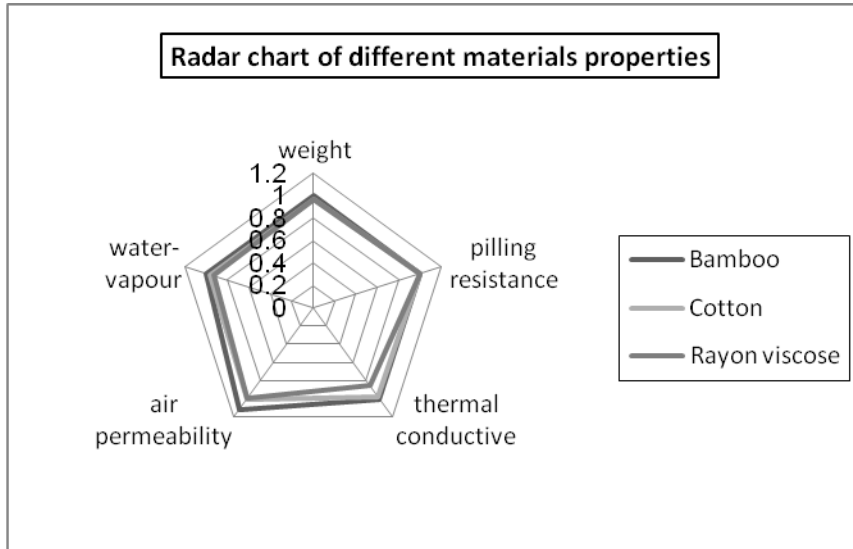 Radar chart of different materials properties
weight
1.2
1
0.8
0.6
0.4
0.2
0
water-
vapour
pilling
resistance
air
permeability
thermal
conductive
Bamboo
Cotton
Rayon viscose